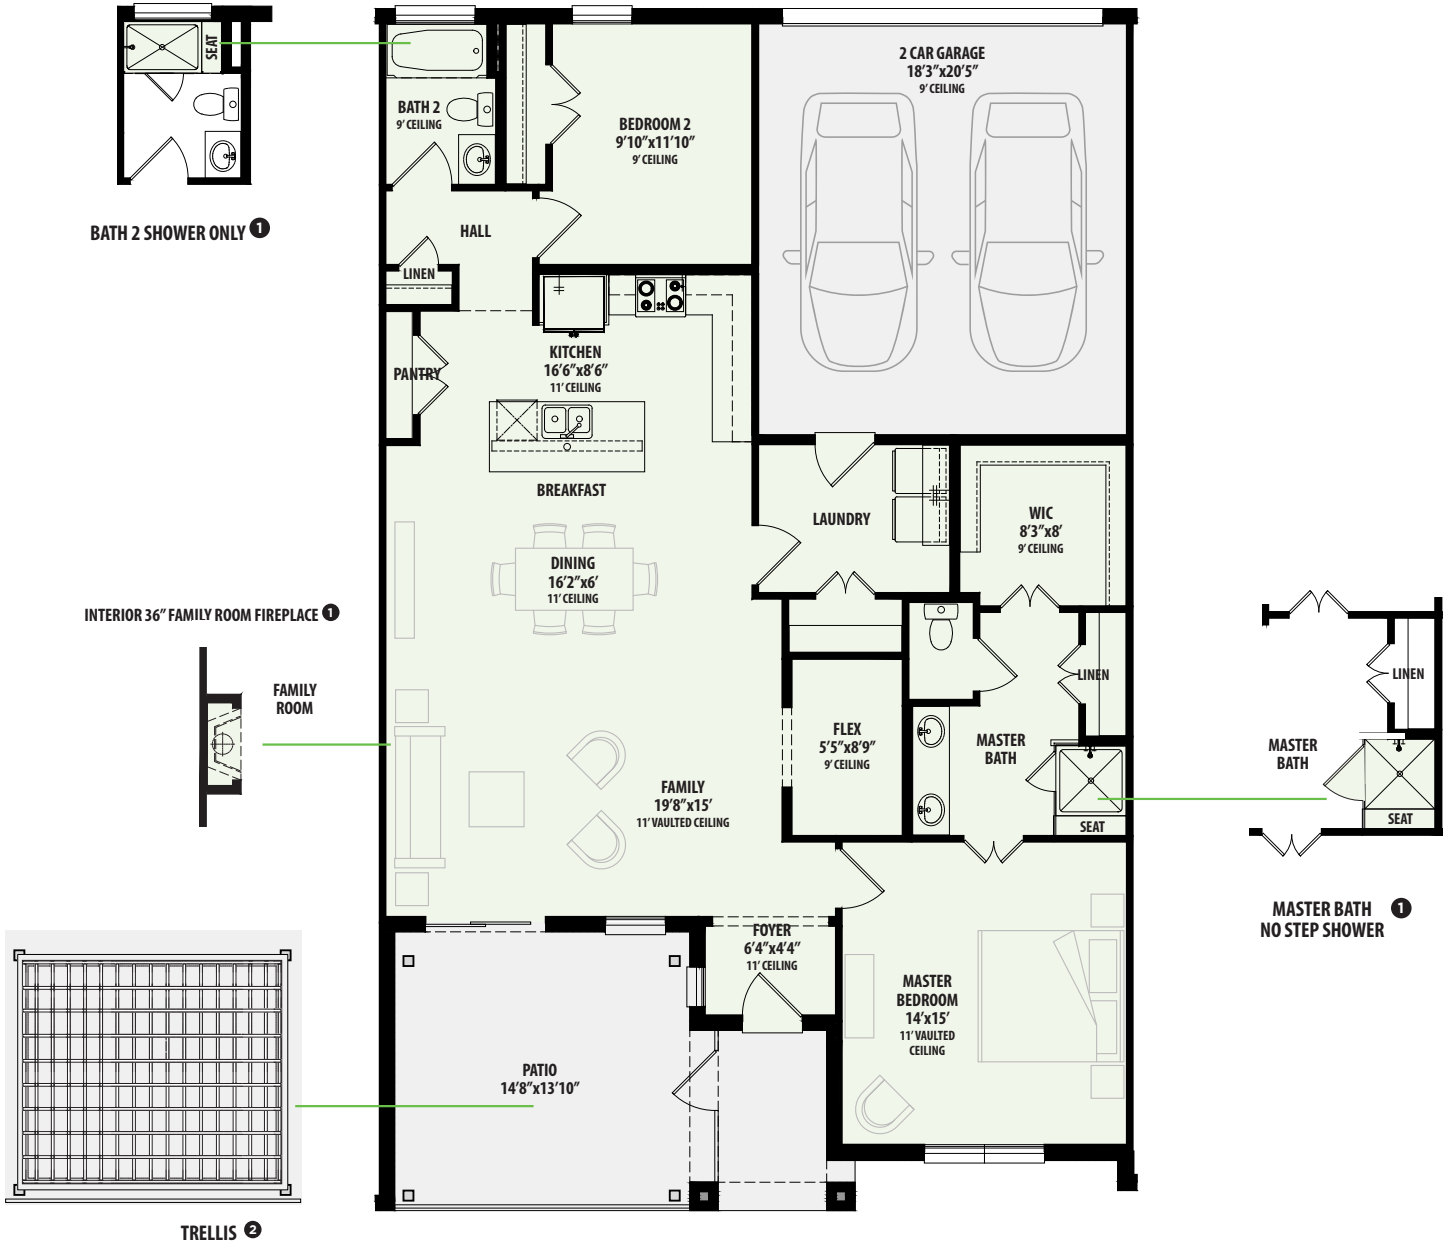 SEAT
BATH 2 SHOWER ONLY 1
BATH 2
9' CEILING
BEDROOM 2
9'10"x11'10"
9' CEILING
2 CAR GARAGE
18'3"x20'5"
9' CEILING
HALL
LINEN
PANTRY
KITCHEN
16'6"x8'6"
11' CEILING
BREAKFAST
LAUNDRY
WIC
8'3"x8'
9' CEILING
DINING
16'2"x6'
11' CEILING
INTERIOR 36" FAMILY ROOM FIREPLACE 1
FAMILY
ROOM
LINEN
FLEX
5'5"x8'9"
9' CEILING
MASTER
BATH
SEAT
FAMILY
19'8"x15'
11' VAULTED CEILING
LINEN
MASTER
BATH
SEAT
MASTER BATH 1
NO STEP SHOWER
FOYER
6'4"x4'4"
11' CEILING
MASTER
BEDROOM
14'x15'
11' VAULTED
CEILING
PATIO
14'8"x13'10"
TRELLIS 2